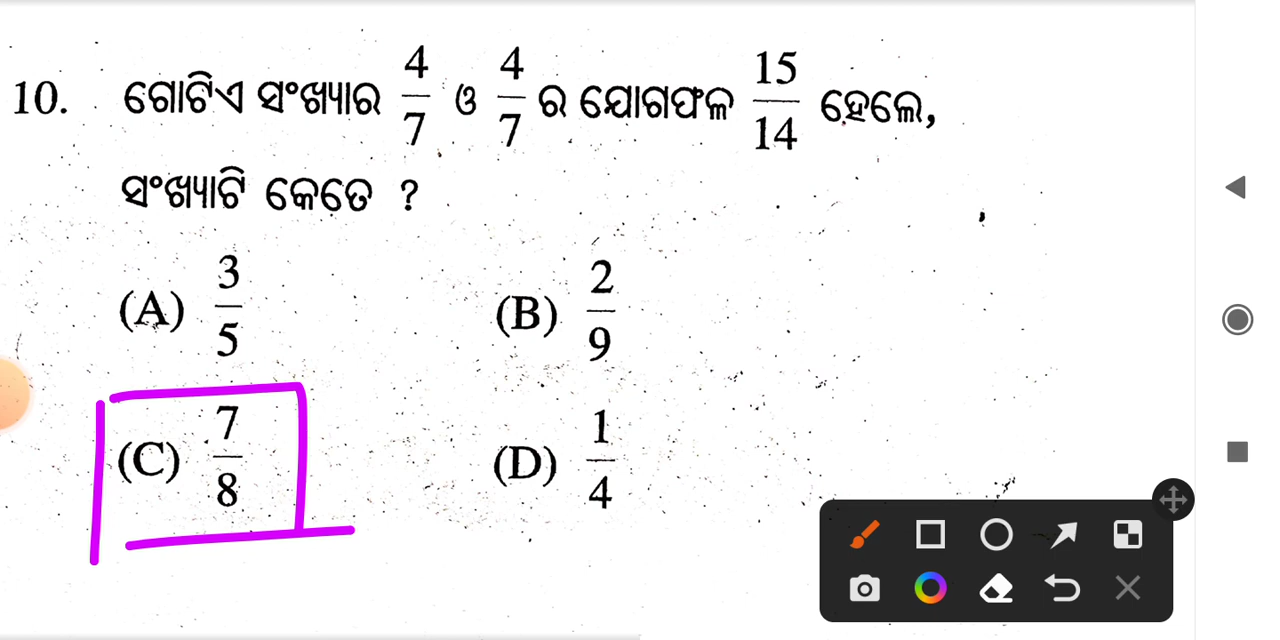 10. ଗୋଟିଏ ସଂଖ୍ୟାର 4/7 ଓ 4/7 ର ଯୋଗଫଳ 15/14 ହେଲେ,
ସଂଖ୍ୟାଟି କେତେ ?
(A) 3/5 (B) 2/9
(C) 7/8 (D) 1/4